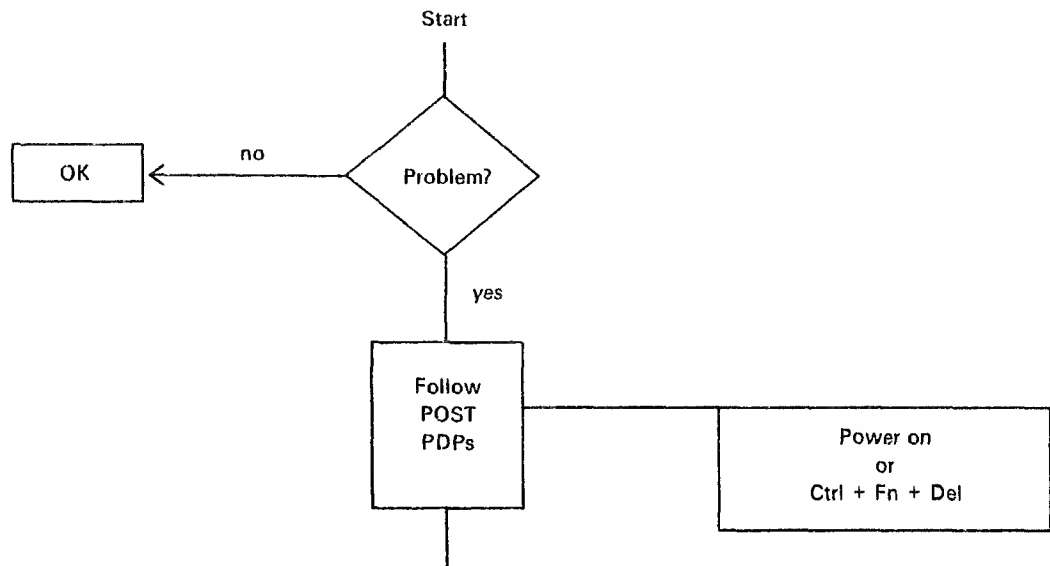 Start
no
OK
Problem?
yes
Follow
POST
PDPs
Power on
or
Ctrl + Fn + Del